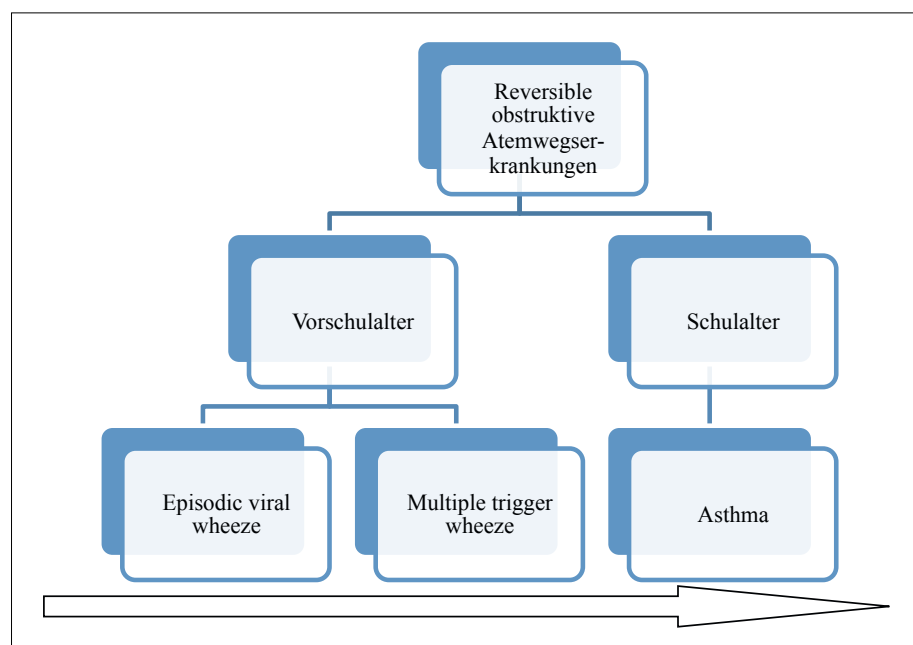 Reversible
obstruktive
Atemwegser-
krankungen
Vorschulalter
Schulalter
Episodic viral
wheeze
Multiple trigger
wheeze
Asthma